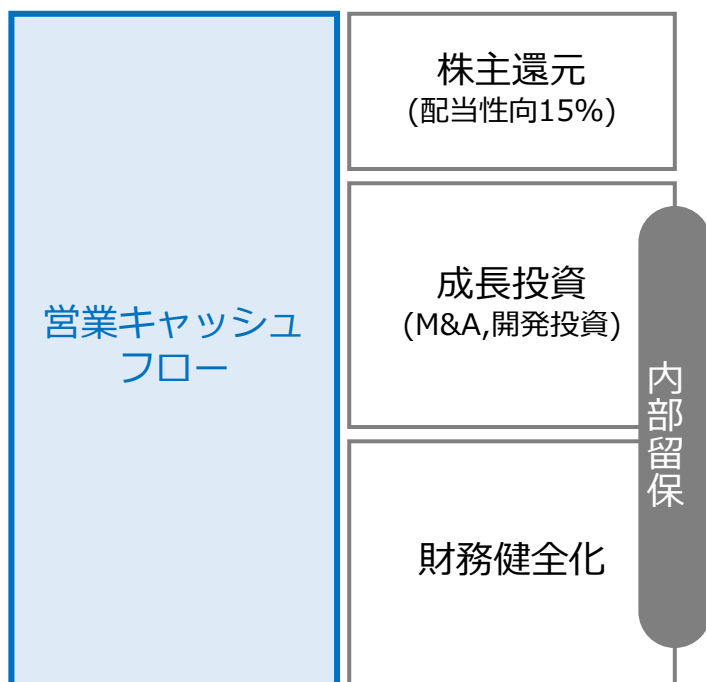 営業キャッシュ
フロー
株主還元
(配当性向15%)
成長投資
(M&A,開発投資)
財務健全化
内部留保